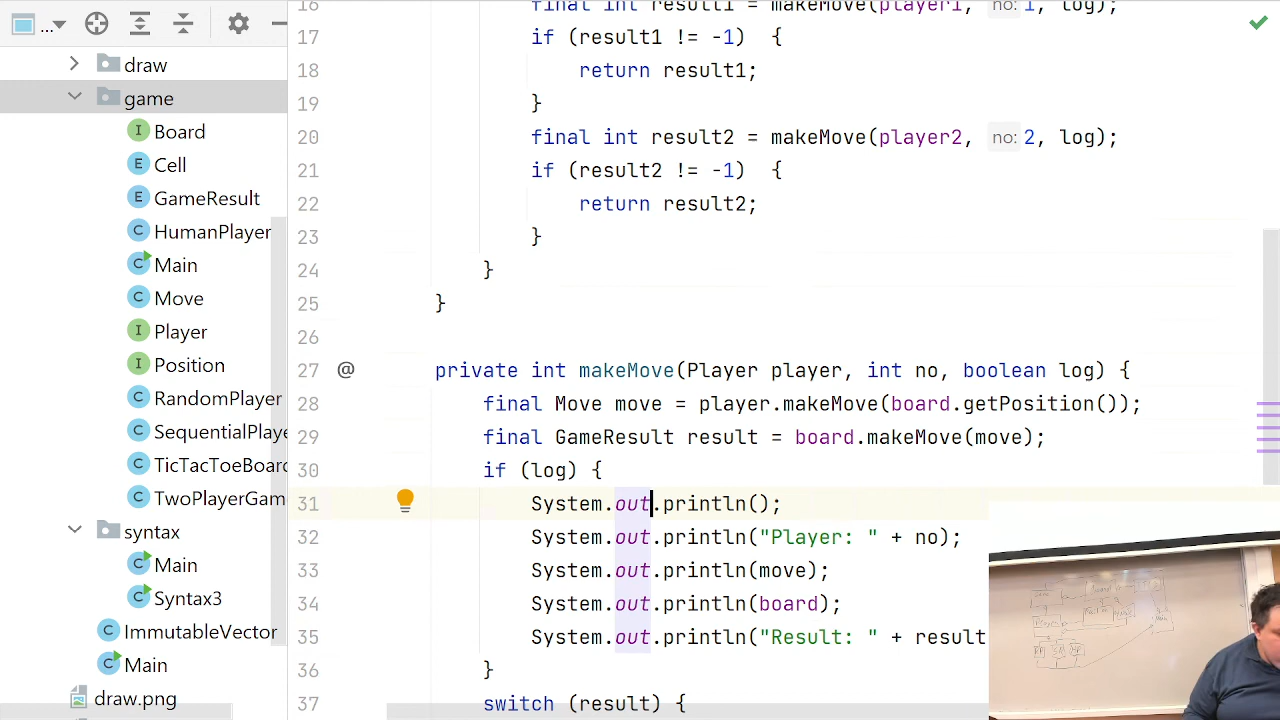 ...
draw
game
Board
Cell
GameResult
HumanPlayer
Main
Move
Player
Position
RandomPlayer
SequentialPlaye
TicTacToeBoard
TwoPlayerGam
syntax
Main
Syntax3
ImmutableVector
Main
draw.png
16 final int result1 = makeMove(player1, no: 1, log);
17 if (result1 != -1) {
18 return result1;
19 }
20 final int result2 = makeMove(player2, no: 2, log);
21 if (result2 != -1) {
22 return result2;
23 }
24 }
25 }
26
27 @ private int makeMove(Player player, int no, boolean log) {
28 final Move move = player.makeMove(board.getPosition());
29 final GameResult result = board.makeMove(move);
30 if (log) {
31 System.out.println();
32 System.out.println("Player: " + no);
33 System.out.println(move);
34 System.out.println(board);
35 System.out.println("Result: " + result
36 }
37 switch (result) {